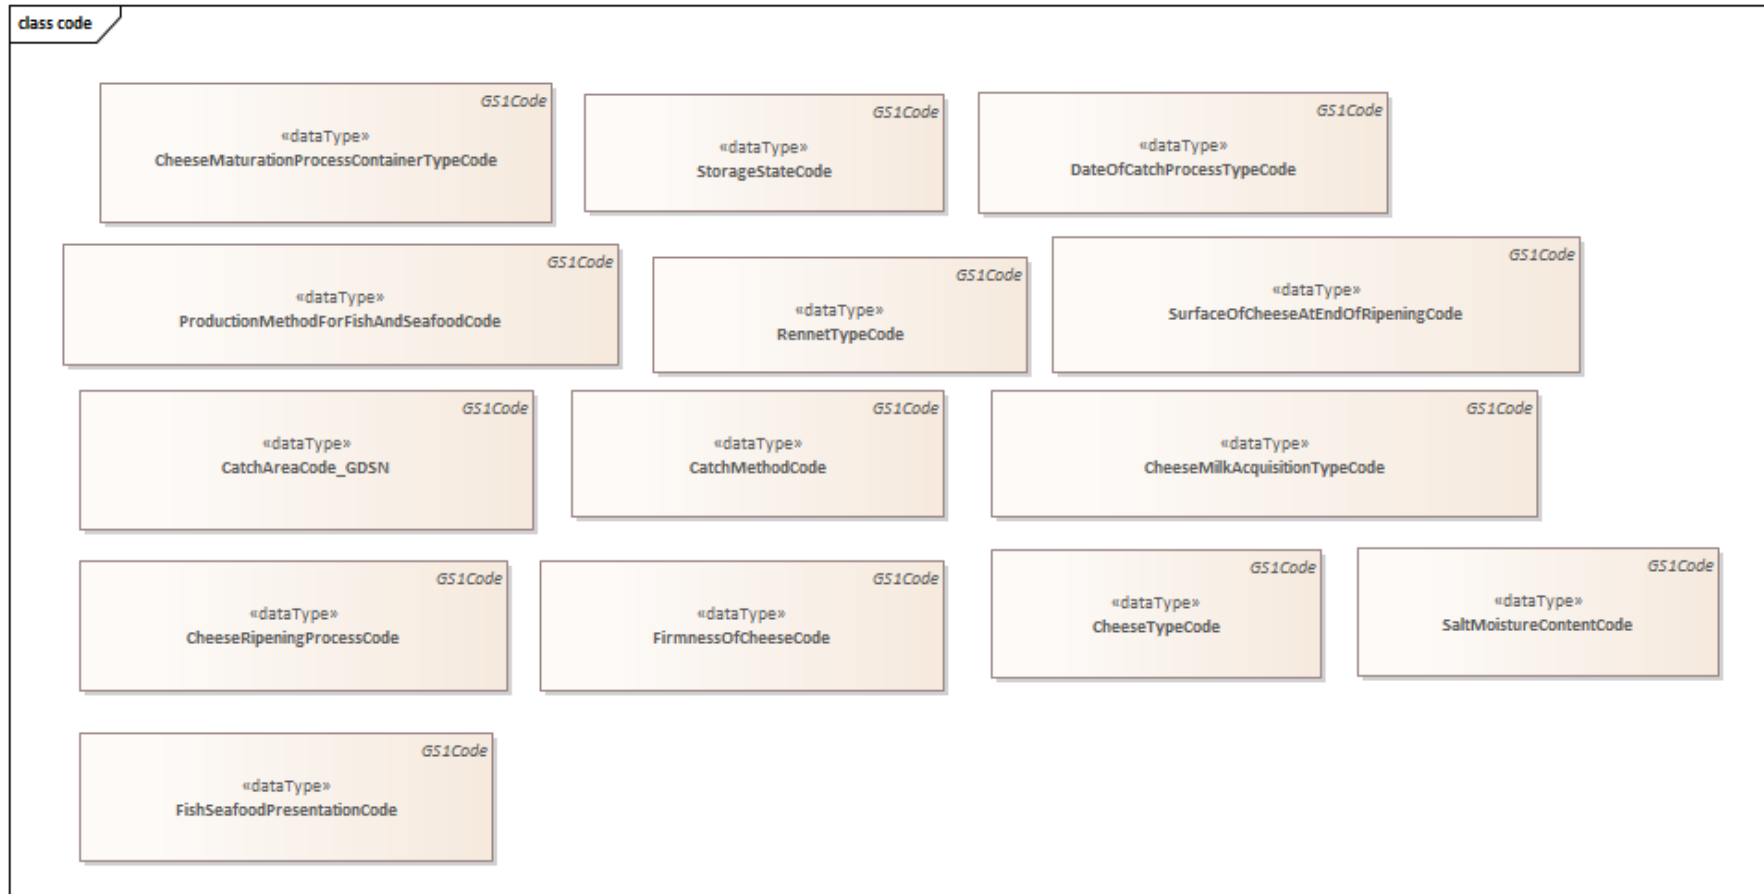 class code
GS1Code
«dataType»
CheeseMaturationProcessContainerTypeCode
GS1Code
«dataType»
StorageStateCode
GS1Code
«dataType»
DateOfCatchProcessTypeCode
GS1Code
«dataType»
ProductionMethodForFishAndSeafoodCode
GS1Code
«dataType»
RennetTypeCode
GS1Code
«dataType»
SurfaceOfCheeseAtEndOfRipeningCode
GS1Code
«dataType»
CatchAreaCode_GDSN
GS1Code
«dataType»
CatchMethodCode
GS1Code
«dataType»
CheeseMilkAcquisitionTypeCode
GS1Code
«dataType»
CheeseRipeningProcessCode
GS1Code
«dataType»
FirmnessOfCheeseCode
GS1Code
«dataType»
CheeseTypeCode
GS1Code
«dataType»
SaltMoistureContentCode
GS1Code
«dataType»
FishSeafoodPresentationCode